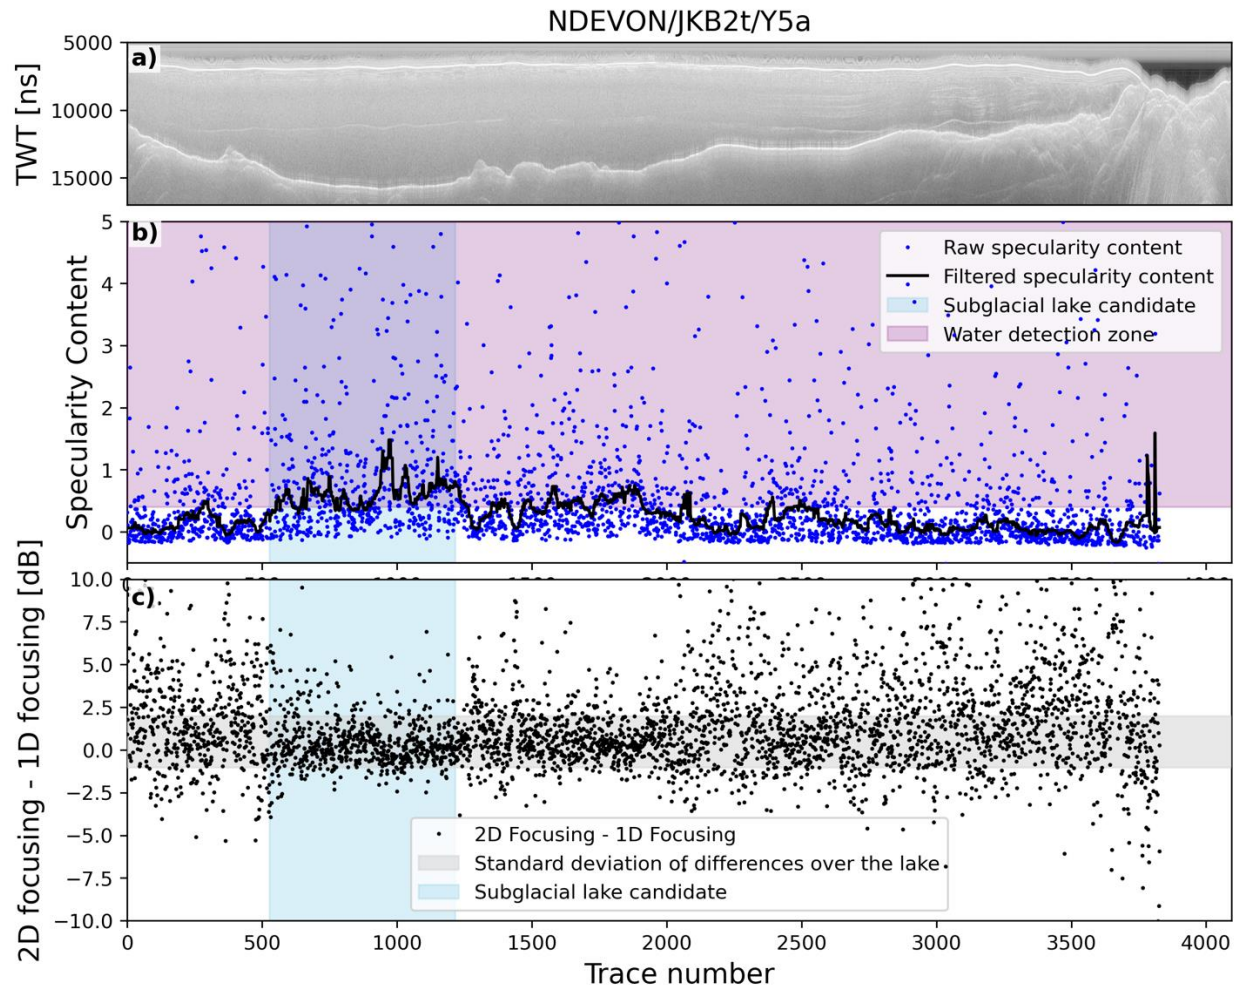 NDEVON/JKB2t/Y5a
a)
5000
10000
15000
TWT [ns]
b)
5
4
3
2
1
0
Specularity Content
Raw specularity content
Filtered specularity content
Subglacial lake candidate
Water detection zone
c)
10.0
7.5
5.0
2.5
0.0
−2.5
−5.0
−7.5
−10.0
2D focusing - 1D focusing [dB]
2D Focusing - 1D Focusing
Standard deviation of differences over the lake
Subglacial lake candidate
0 500 1000 1500 2000 2500 3000 3500 4000
Trace number